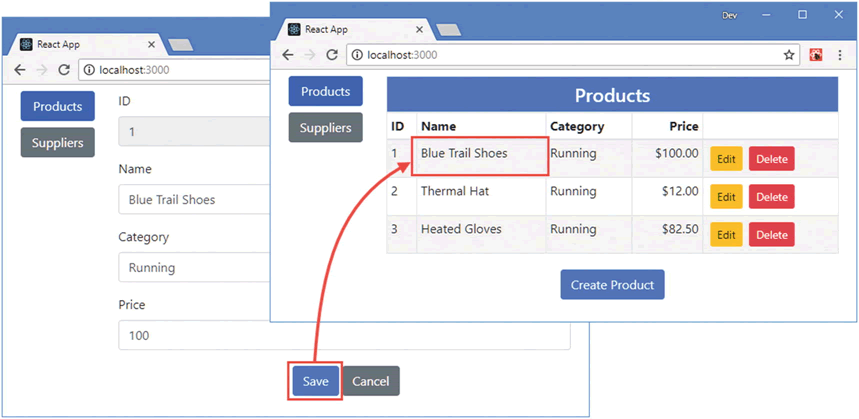 React App
localhost:3000
Products
Suppliers
ID
1
Name
Blue Trail Shoes
Category
Running
Price
100
Save Cancel
Dev
React App
localhost:3000
Products
Suppliers
Products
ID Name Category Price
1 Blue Trail Shoes Running $100.00 Edit Delete
2 Thermal Hat Running $12.00 Edit Delete
3 Heated Gloves Running $82.50 Edit Delete
Create Product